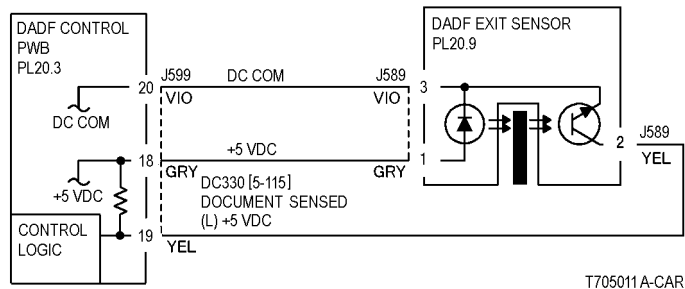 DADF CONTROL
PWB
PL20.3
DADF EXIT SENSOR
PL20.9
20
J599
DC COM
J589
3
VIO
VIO
DC COM
J589
2
YEL
+5 VDC
18
1
GRY
GRY
+5 VDC
DC330 [5-115]
DOCUMENT SENSED
(L) +5 VDC
CONTROL
LOGIC
19
YEL
T705011A-CAR